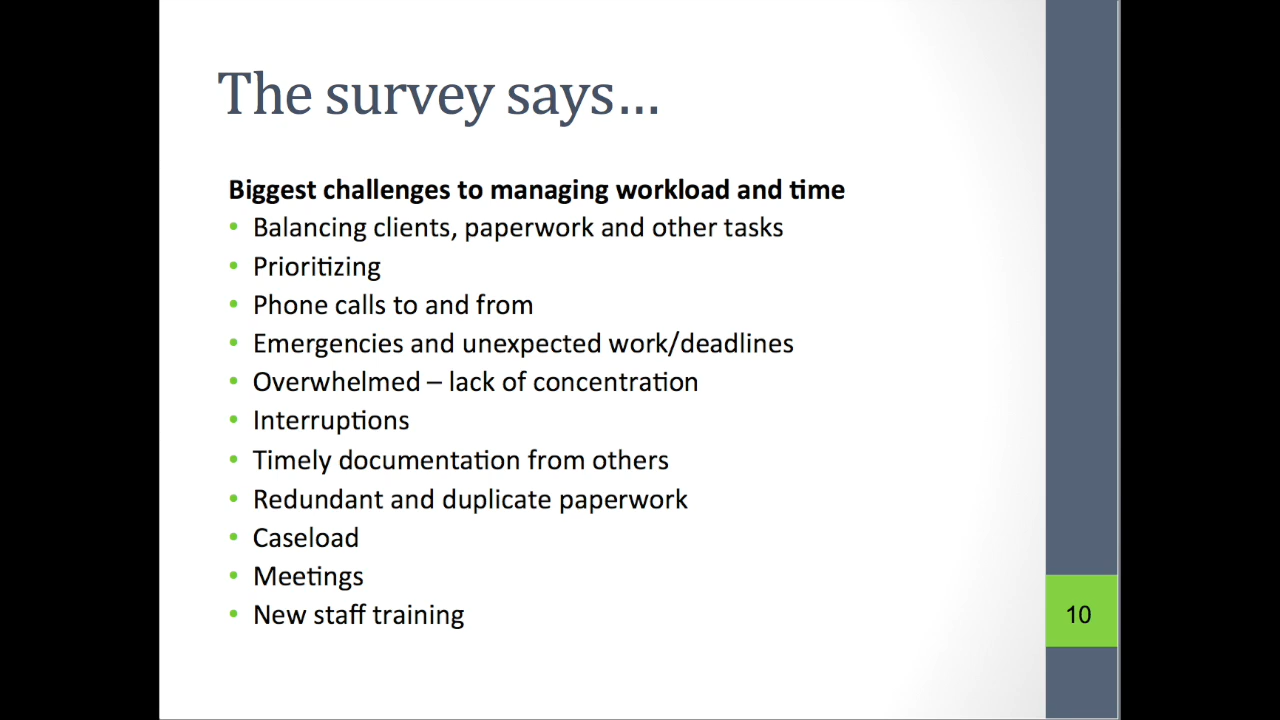 The survey says…
Biggest challenges to managing workload and time
• Balancing clients, paperwork and other tasks
• Prioritizing
• Phone calls to and from
• Emergencies and unexpected work/deadlines
• Overwhelmed – lack of concentration
• Interruptions
• Timely documentation from others
• Redundant and duplicate paperwork
• Caseload
• Meetings
• New staff training
10